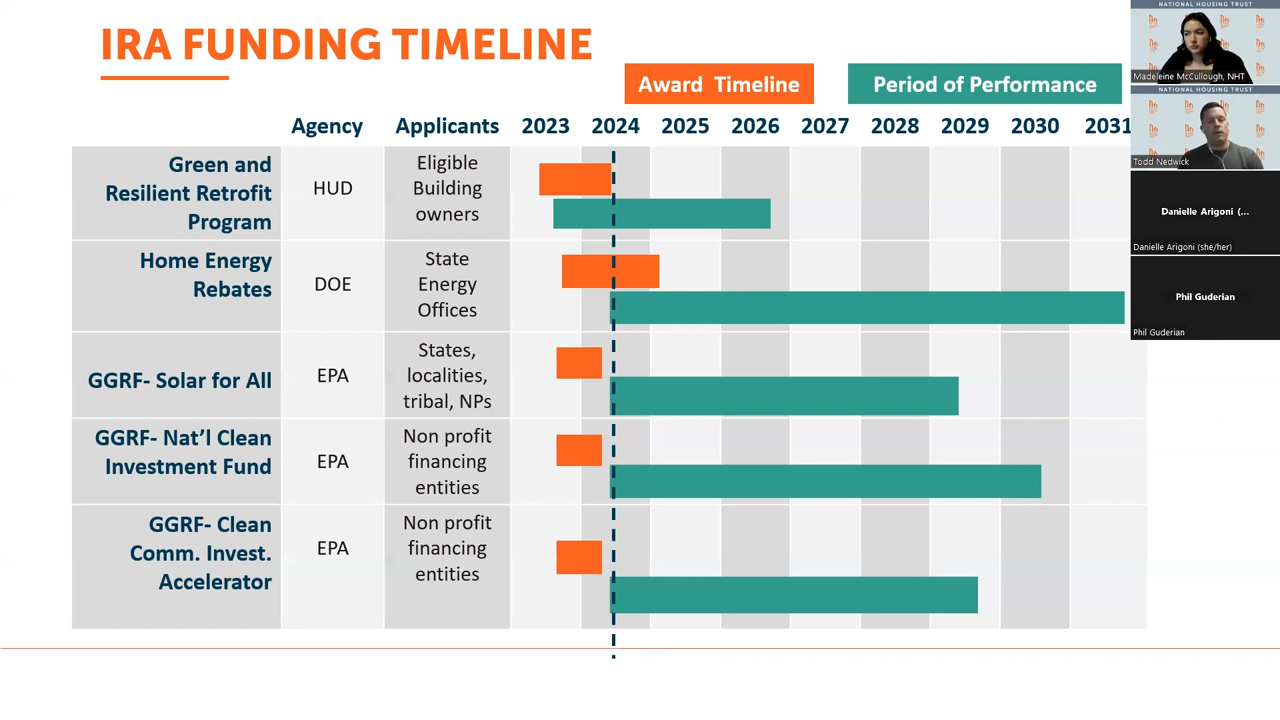 IRA FUNDING TIMELINE
Award Timeline
Period of Performance
Agency
Applicants
2023
2024
2025
2026
2027
2028
2029
2030
2031
Green and
Resilient Retrofit
Program
HUD
Eligible
Building
owners
Home Energy
Rebates
DOE
State
Energy
Offices
GGRF- Solar for All
EPA
States,
localities,
tribal, NPs
GGRF- Nat'l Clean
Investment Fund
EPA
Non profit
financing
entities
GGRF- Clean
Comm. Invest.
Accelerator
EPA
Non profit
financing
entities
NATIONAL HOUSING TRUST
Madeleine McCullough, NHT
NATIONAL HOUSING TRUST
Todd Nedwick
Danielle Arigoni (...
Danielle Arigoni (she/her)
Phil Guderian
Phil Guderian